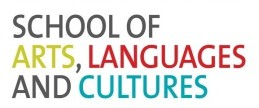 SCHOOL OF
ARTS, LANGUAGES
AND CULTURES